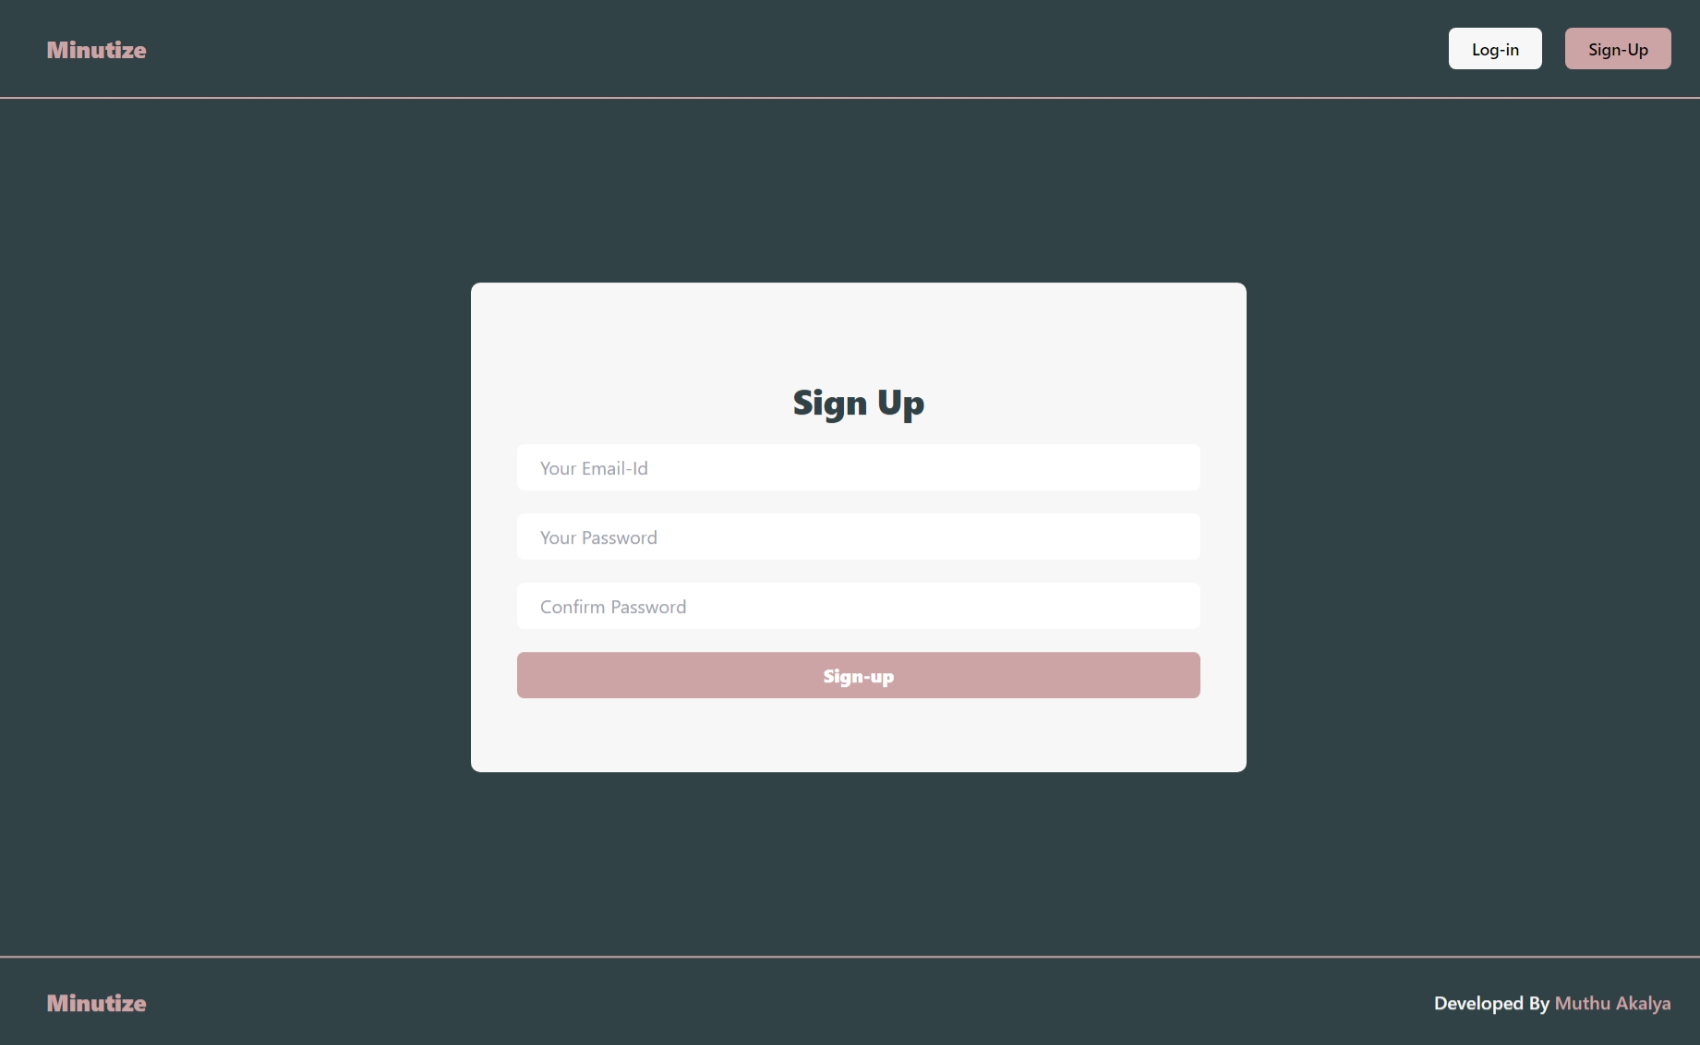 Minutize
Log-in
Sign-Up
Sign Up
Your Email-Id
Your Password
Confirm Password
Sign-up
Minutize
Developed By Muthu Akalya